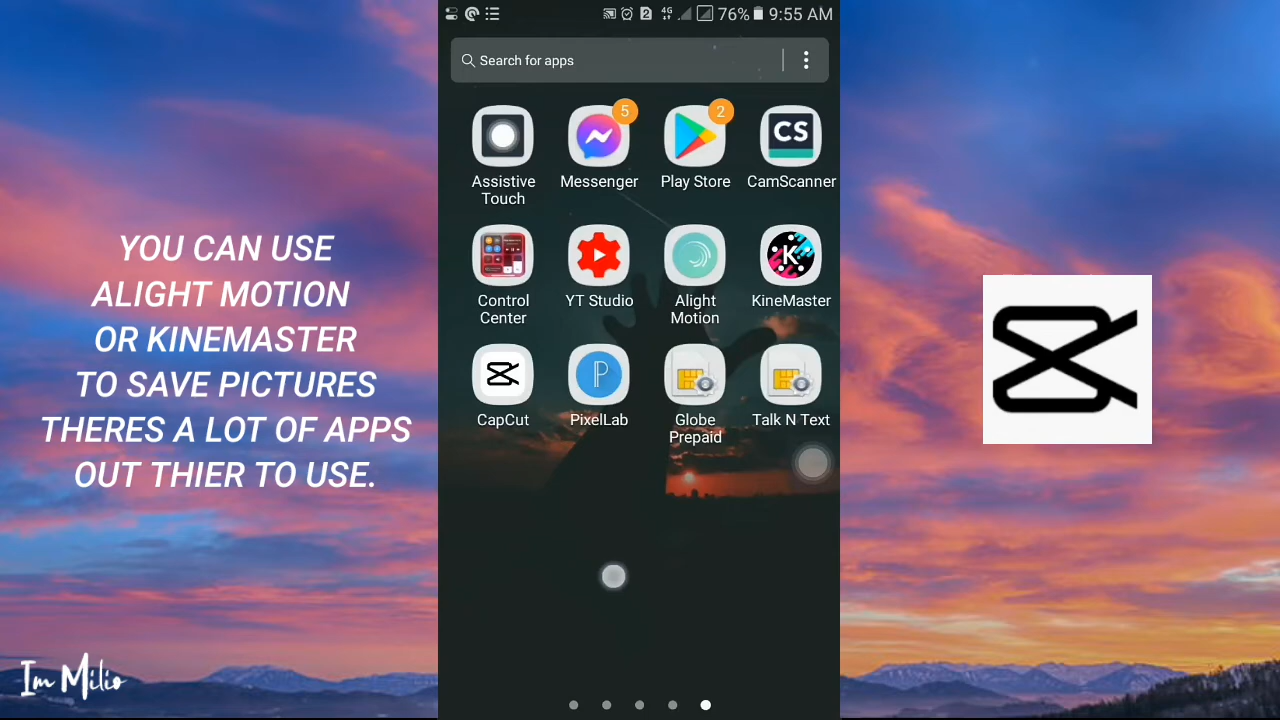 4G 76% 9:55 AM
Search for apps
5
2
CS
Assistive
Touch
Messenger
Play Store
CamScanner
K
Control
Center
YT Studio
Alight
Motion
KineMaster
P
CapCut
PixelLab
Globe
Prepaid
Talk N Text
YOU CAN USE
ALIGHT MOTION
OR KINEMASTER
TO SAVE PICTURES
THERES A LOT OF APPS
OUT THIER TO USE.
Im Milio